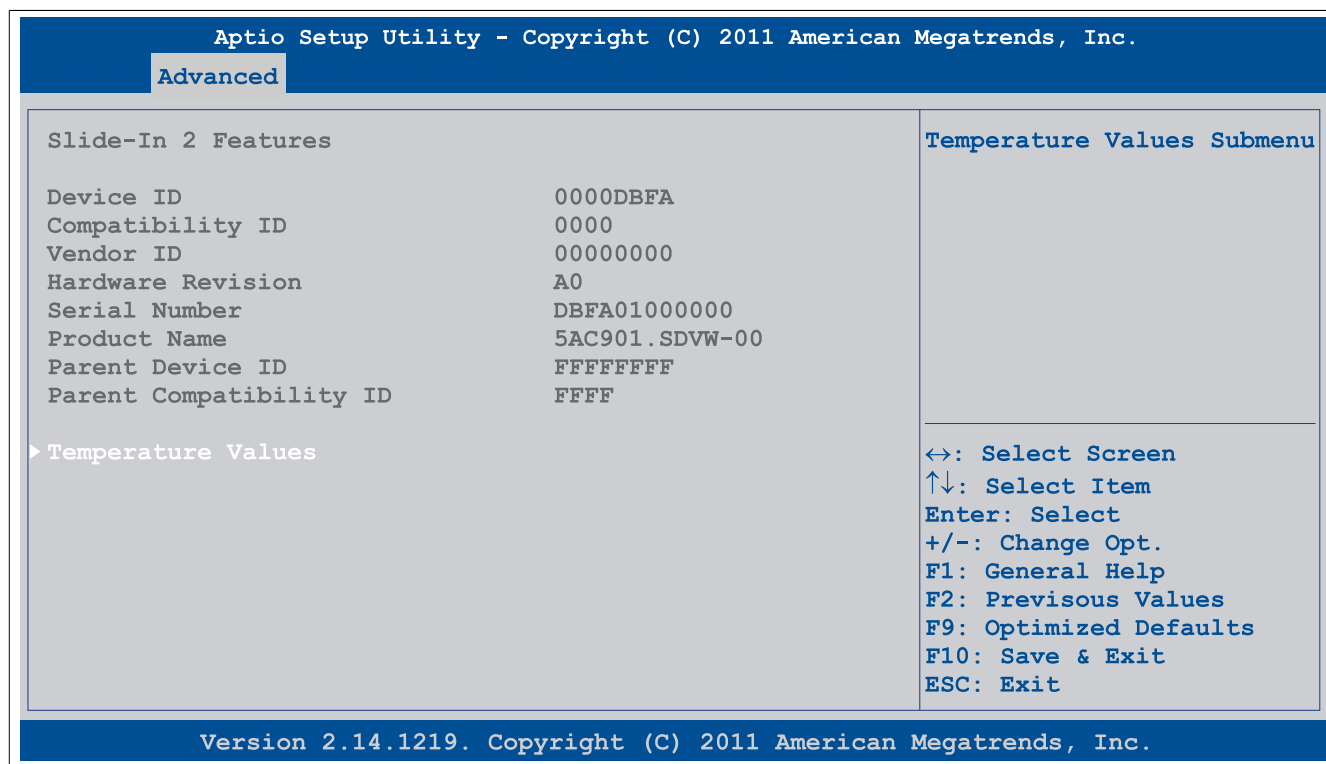 Aptio Setup Utility - Copyright (C) 2011 American Megatrends, Inc.
Advanced
Slide-In 2 Features
Device ID 0000DBFA
Compatibility ID 0000
Vendor ID 00000000
Hardware Revision A0
Serial Number DBFA01000000
Product Name 5AC901.SDVW-00
Parent Device ID FFFFFFFF
Parent Compatibility ID FFFF
Temperature Values
Temperature Values Submenu
↔: Select Screen
↑↓: Select Item
Enter: Select
+/-: Change Opt.
F1: General Help
F2: Previsous Values
F9: Optimized Defaults
F10: Save & Exit
ESC: Exit
Version 2.14.1219. Copyright (C) 2011 American Megatrends, Inc.